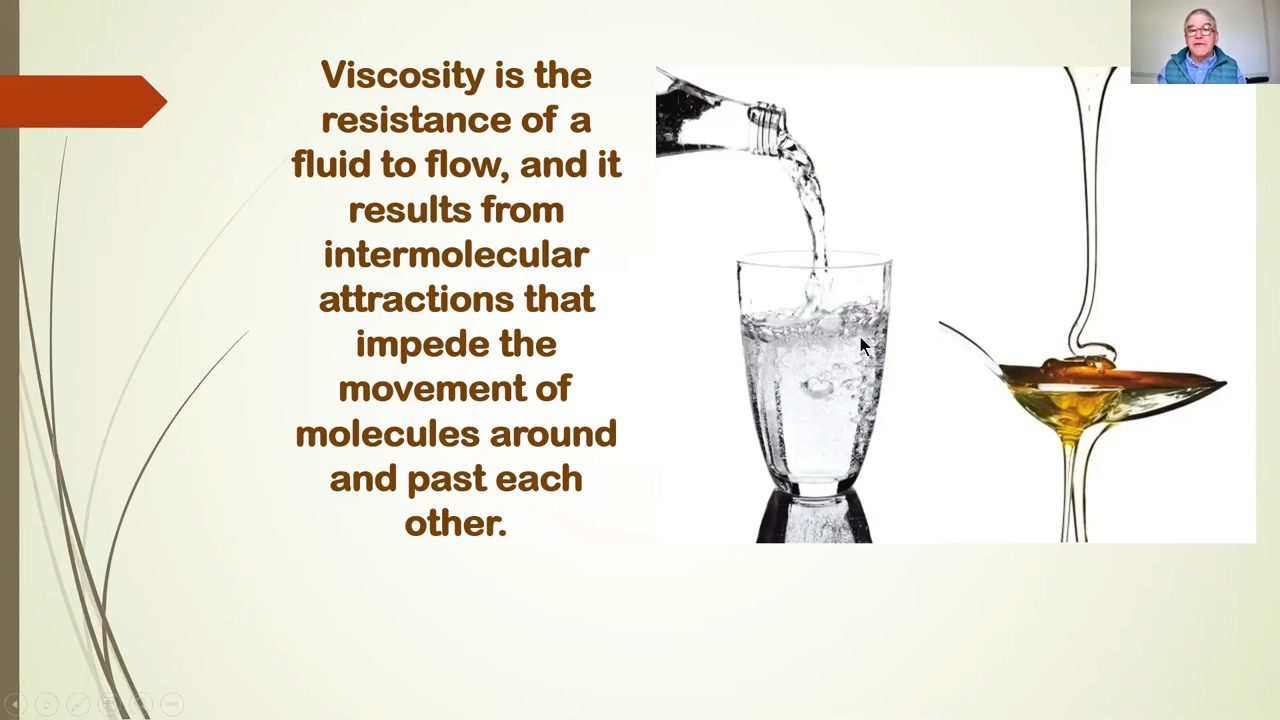 Viscosity is the
resistance of a
fluid to flow, and it
results from
intermolecular
attractions that
impede the
movement of
molecules around
and past each
other.